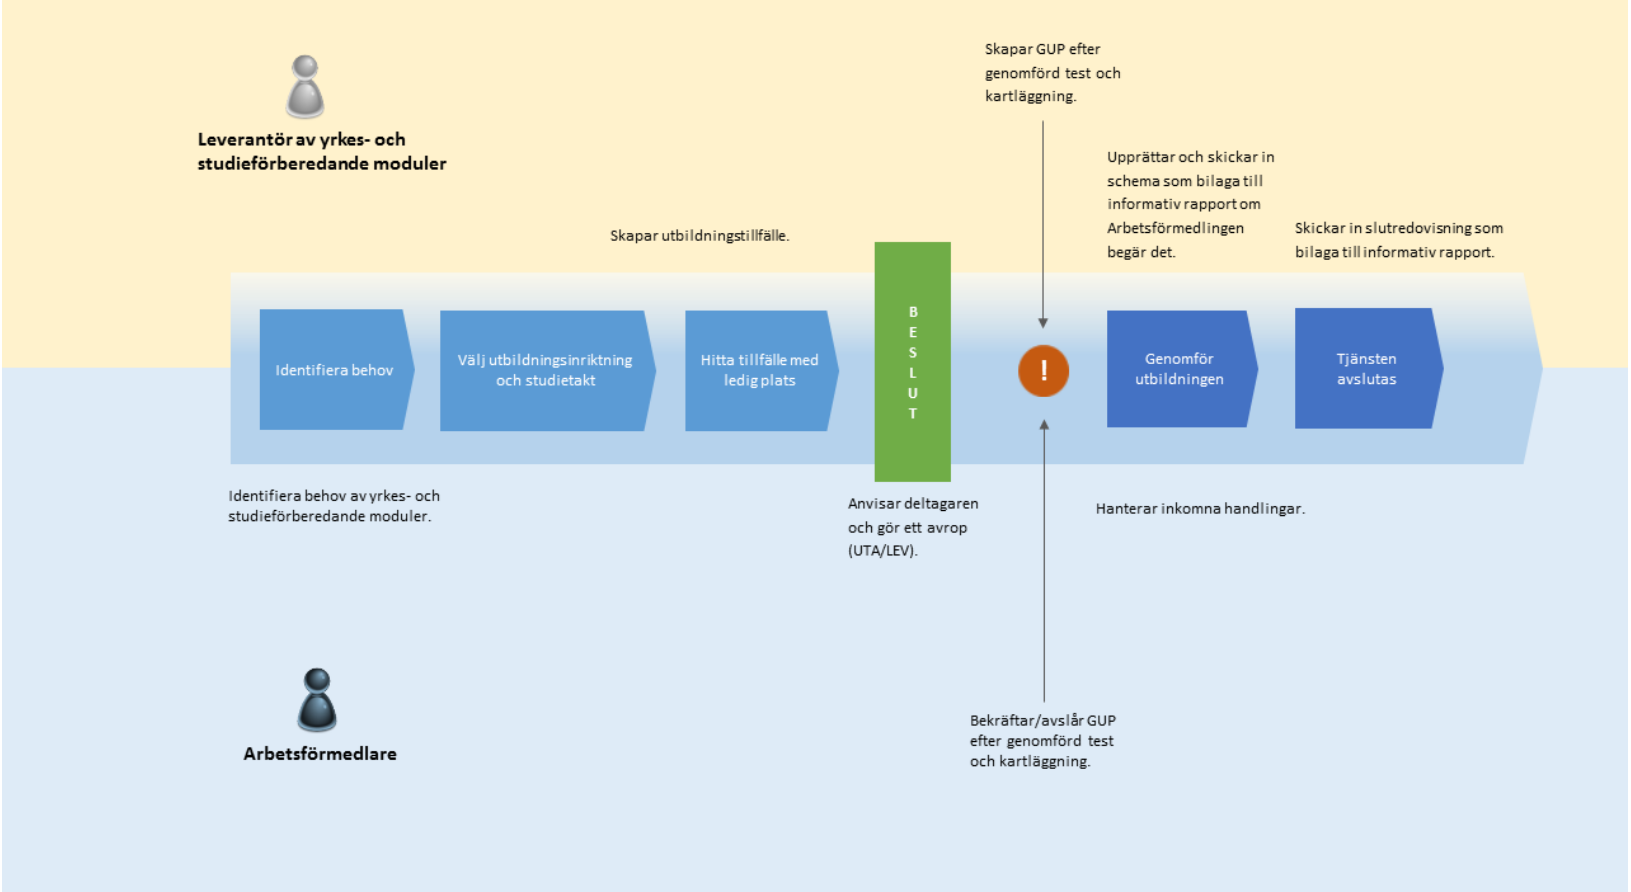 Skapar GUP efter
genomförd test och
kartläggning.
Leverantör av yrkes- och
studieförberedande moduler
Upprättar och skickar in
schema som bilaga till
informativ rapport om
Arbetsförmedlingen
begär det.
Skapar utbildningstillfälle.
Skickar in slutredovisning som
bilaga till informativ rapport.
Identifiera behov
Välj utbildningsinriktning
och studietakt
Hitta tillfälle med
ledig plats
B
E
S
L
U
T
!
Genomför
utbildningen
Tjänsten
avslutas
Identifiera behov av yrkes- och
studieförberedande moduler.
Anvisar deltagaren
och gör ett avrop
(UTA/LEV).
Hanterar inkomna handlingar.
Arbetsförmedlare
Bekräftar/avslår GUP
efter genomförd test
och kartläggning.